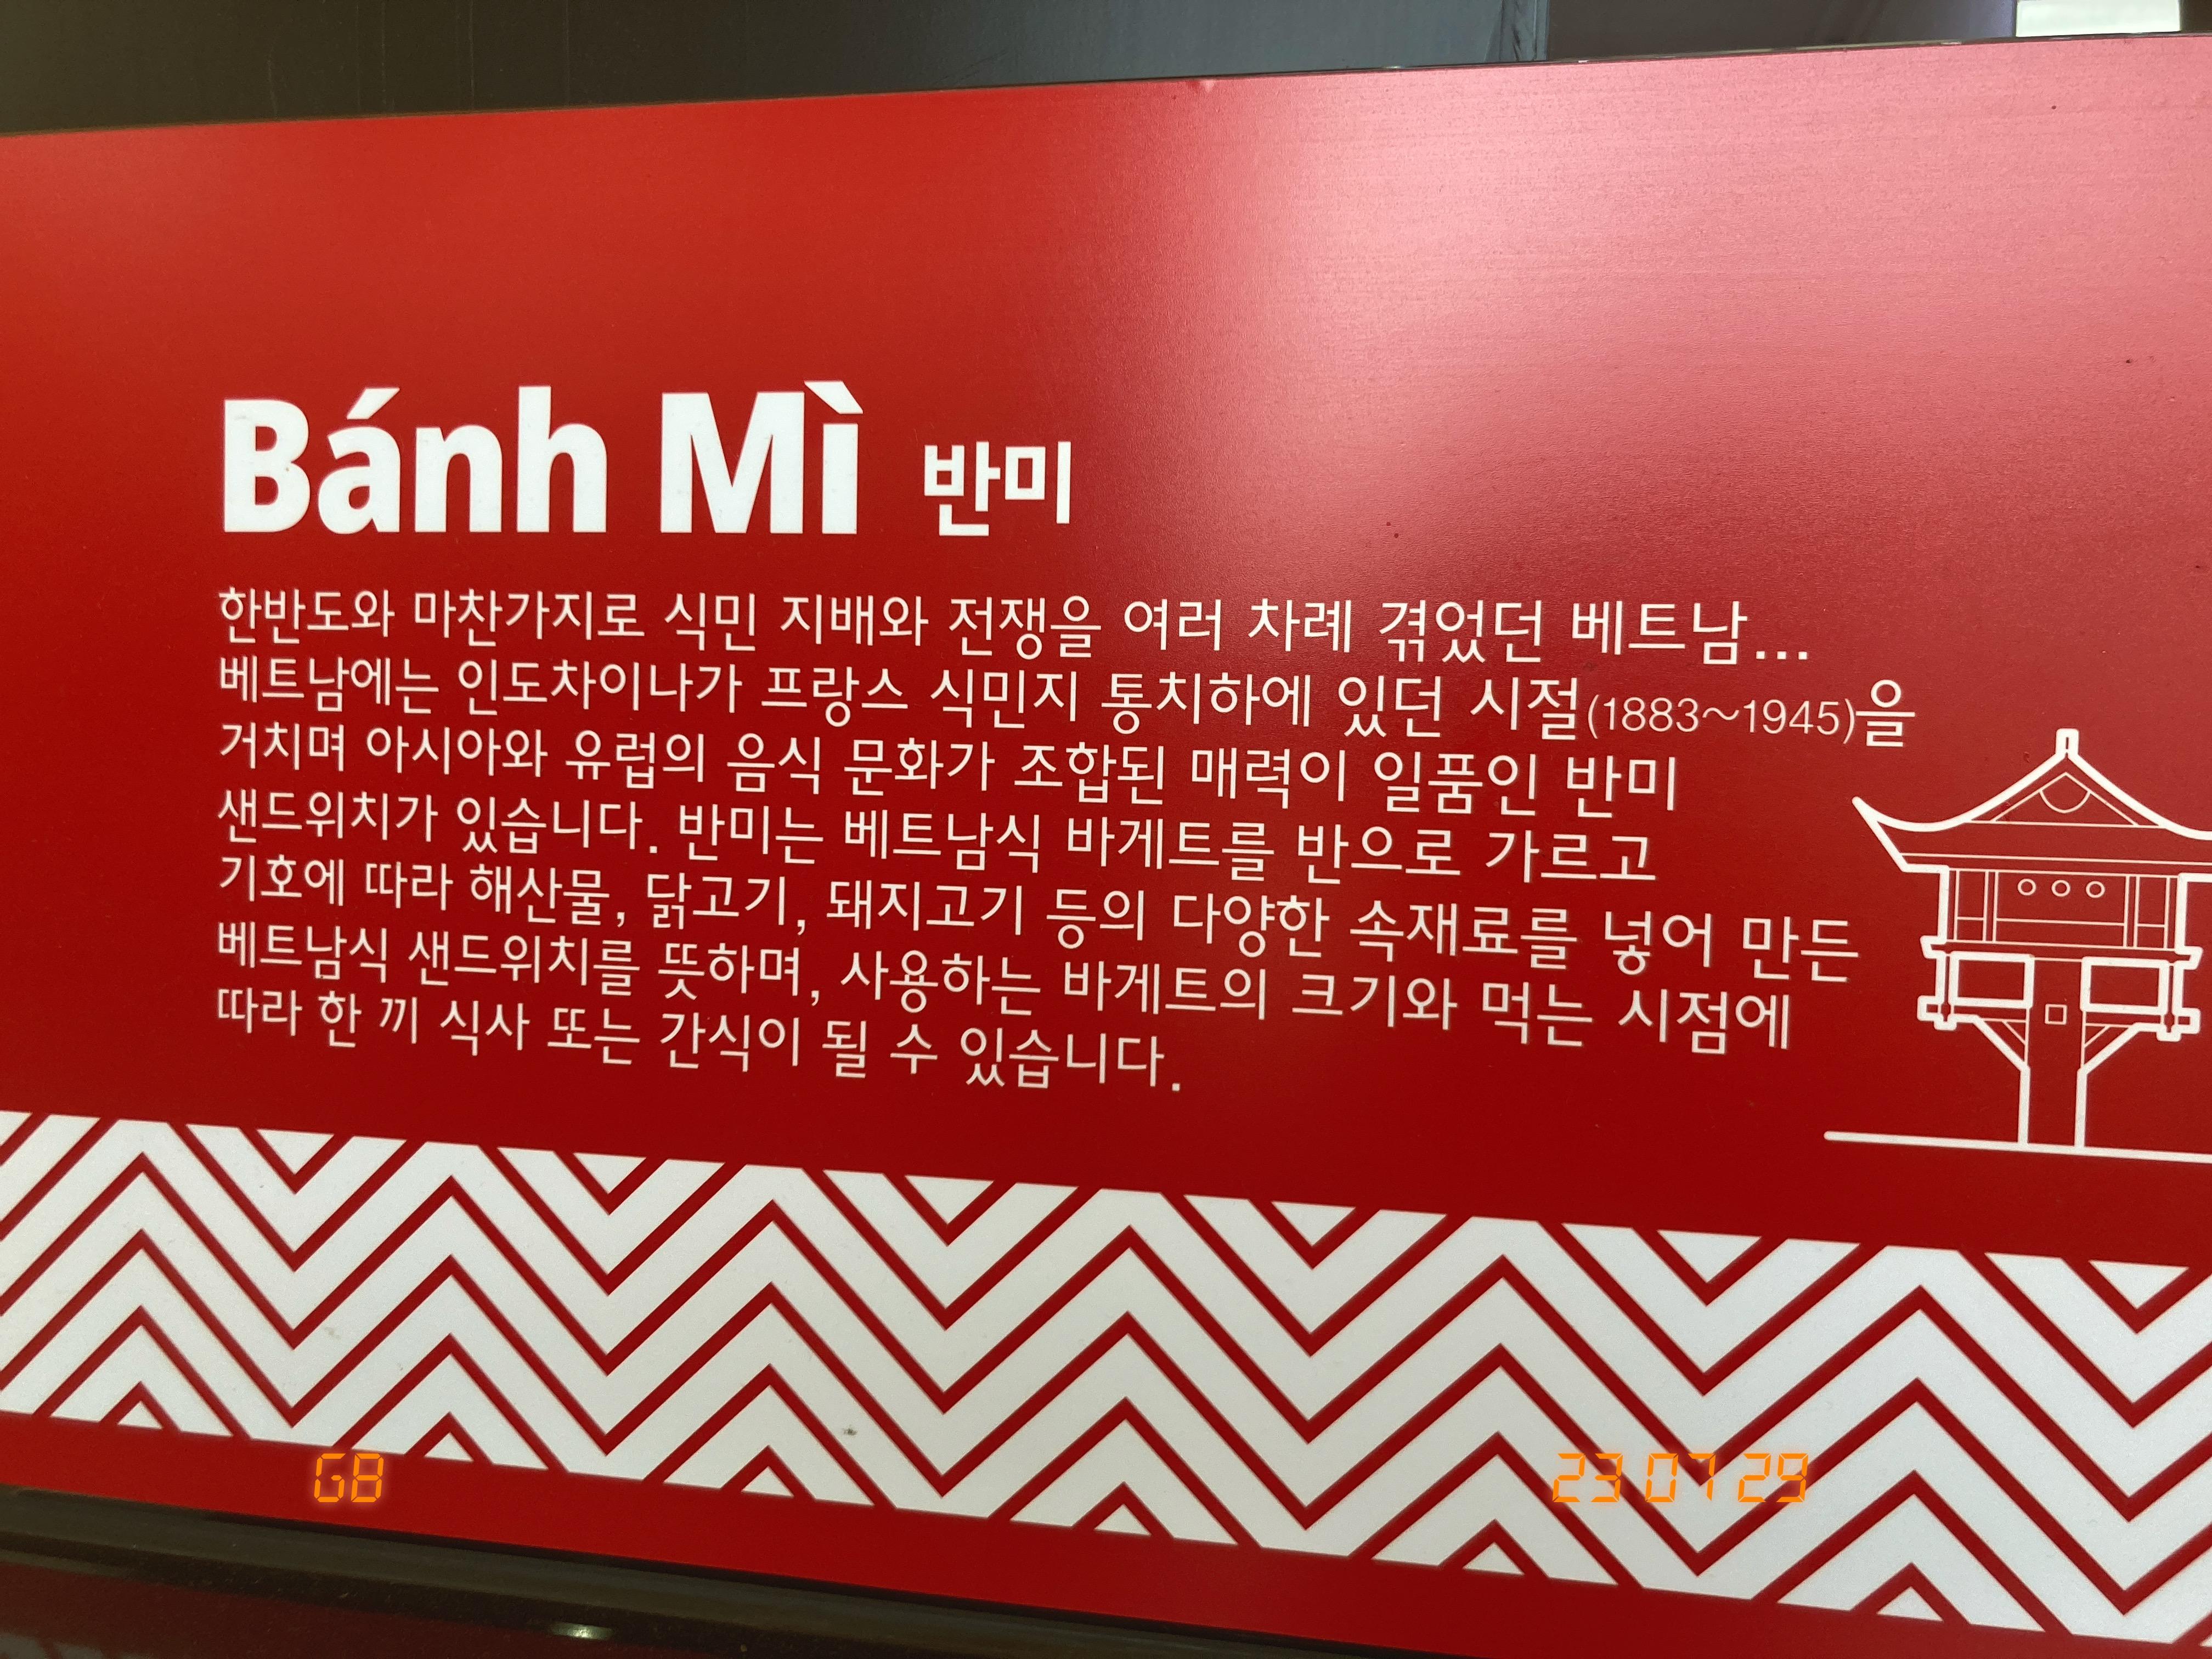 Bánh Mì 반미
한반도와 마찬가지로 식민 지배와 전쟁을 여러 차례 겪었던 베트남...
베트남에는 인도차이나가 프랑스 식민지 통치하에 있던 시절(1883~1945)을
거치며 아시아와 유럽의 음식 문화가 조합된 매력이 일품인 반미
샌드위치가 있습니다. 반미는 베트남식 바게트를 반으로 가르고
기호에 따라 해산물, 닭고기, 돼지고기 등의 다양한 속재료를 넣어 만든
베트남식 샌드위치를 뜻하며, 사용하는 바게트의 크기와 먹는 시점에
따라 한 끼 식사 또는 간식이 될 수 있습니다.
GB 23 07 29